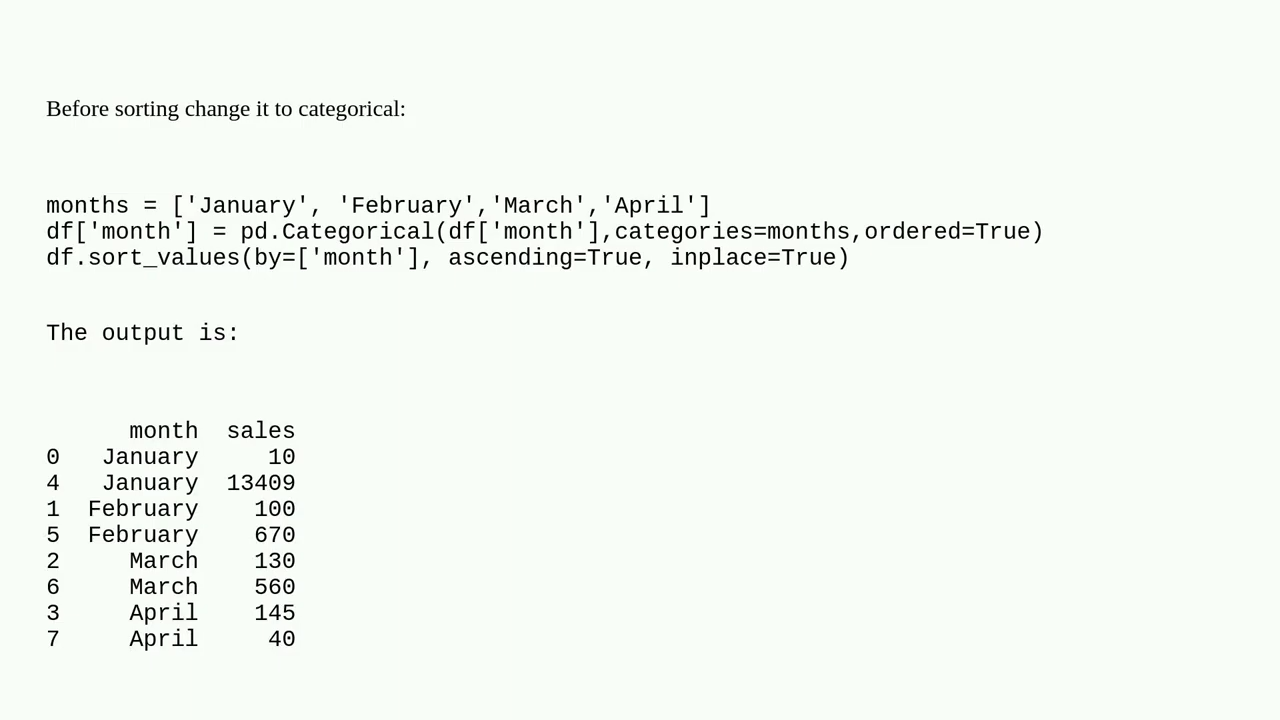 Before sorting change it to categorical:
months = ['January', 'February','March','April']
df['month'] = pd.Categorical(df['month'],categories=months,ordered=True)
df.sort_values(by=['month'], ascending=True, inplace=True)
The output is:
      month  sales
0   January     10
4   January  13409
1  February    100
5  February    670
2     March    130
6     March    560
3     April    145
7     April     40